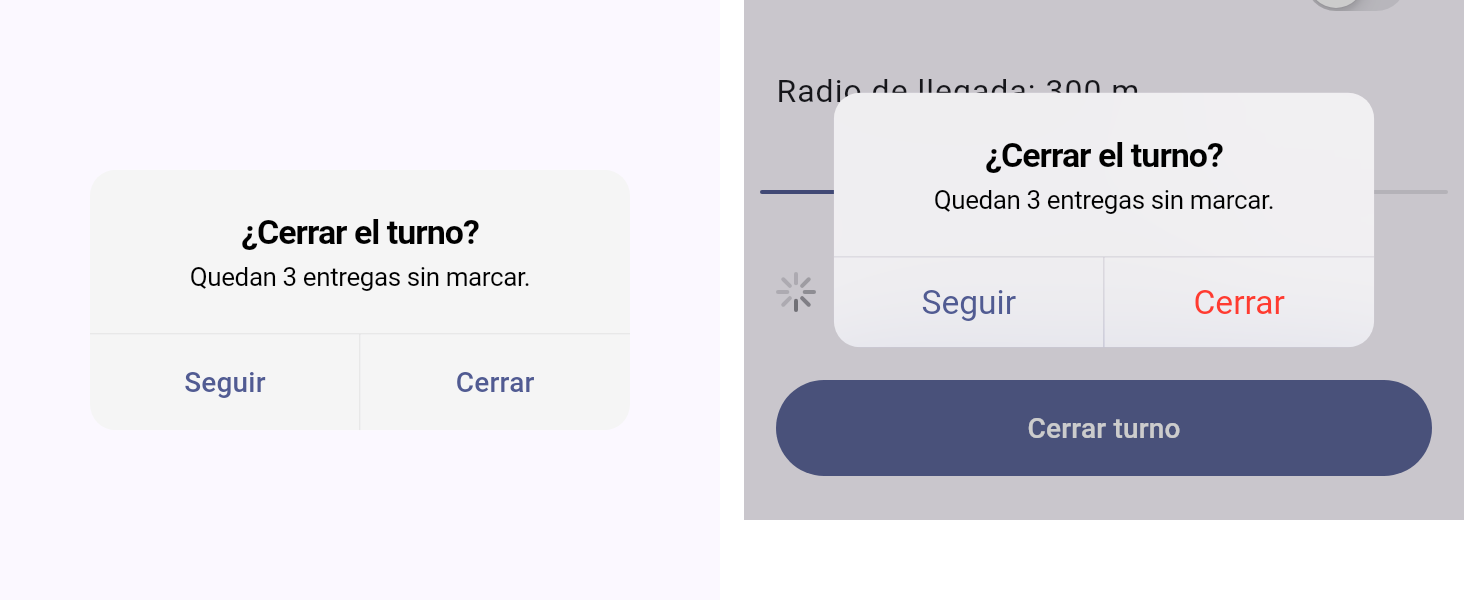 ¿Cerrar el turno?
Quedan 3 entregas sin marcar.
Seguir
Cerrar
Radio de llegada: 300 m
¿Cerrar el turno?
Quedan 3 entregas sin marcar.
Seguir
Cerrar
Cerrar turno